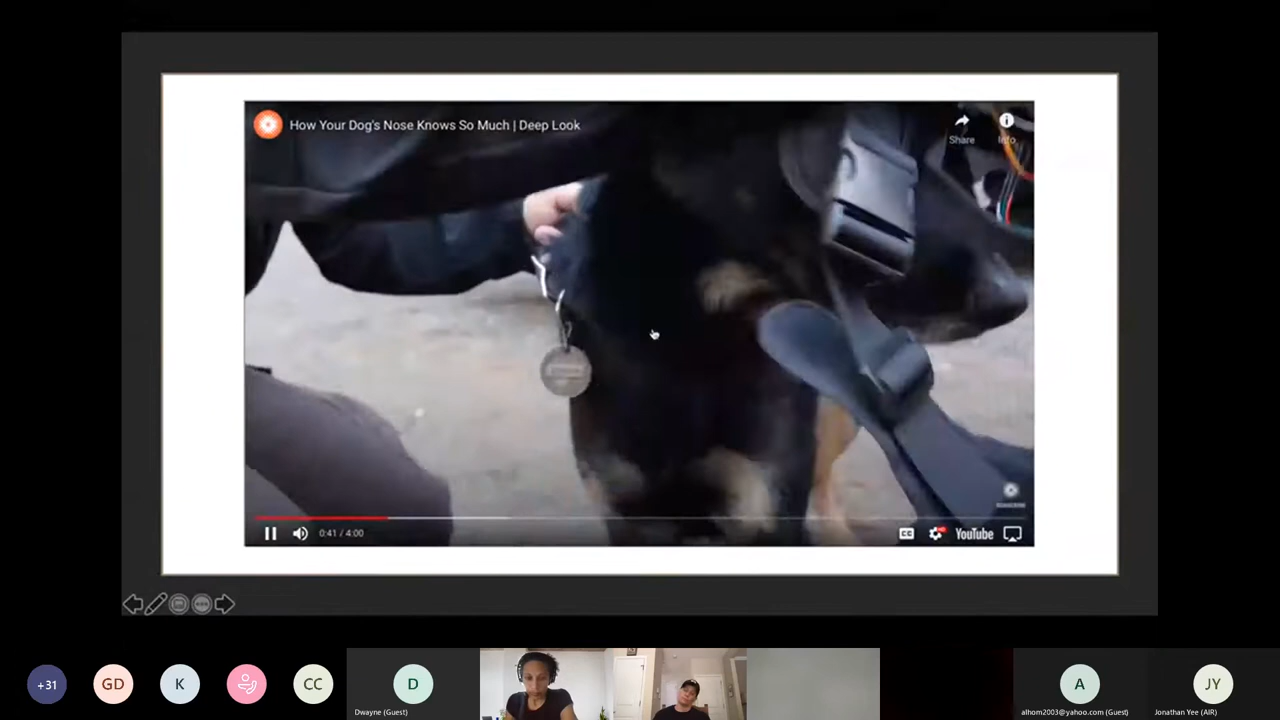 How Your Dog's Nose Knows So Much | Deep Look
Share
Info
0:41 / 4:00
CC
YouTube
+31
GD
K
CC
D
A
JY
Dwayne (Guest)
alhom2003@yahoo.com (Guest)
Jonathan Yee (AIR)